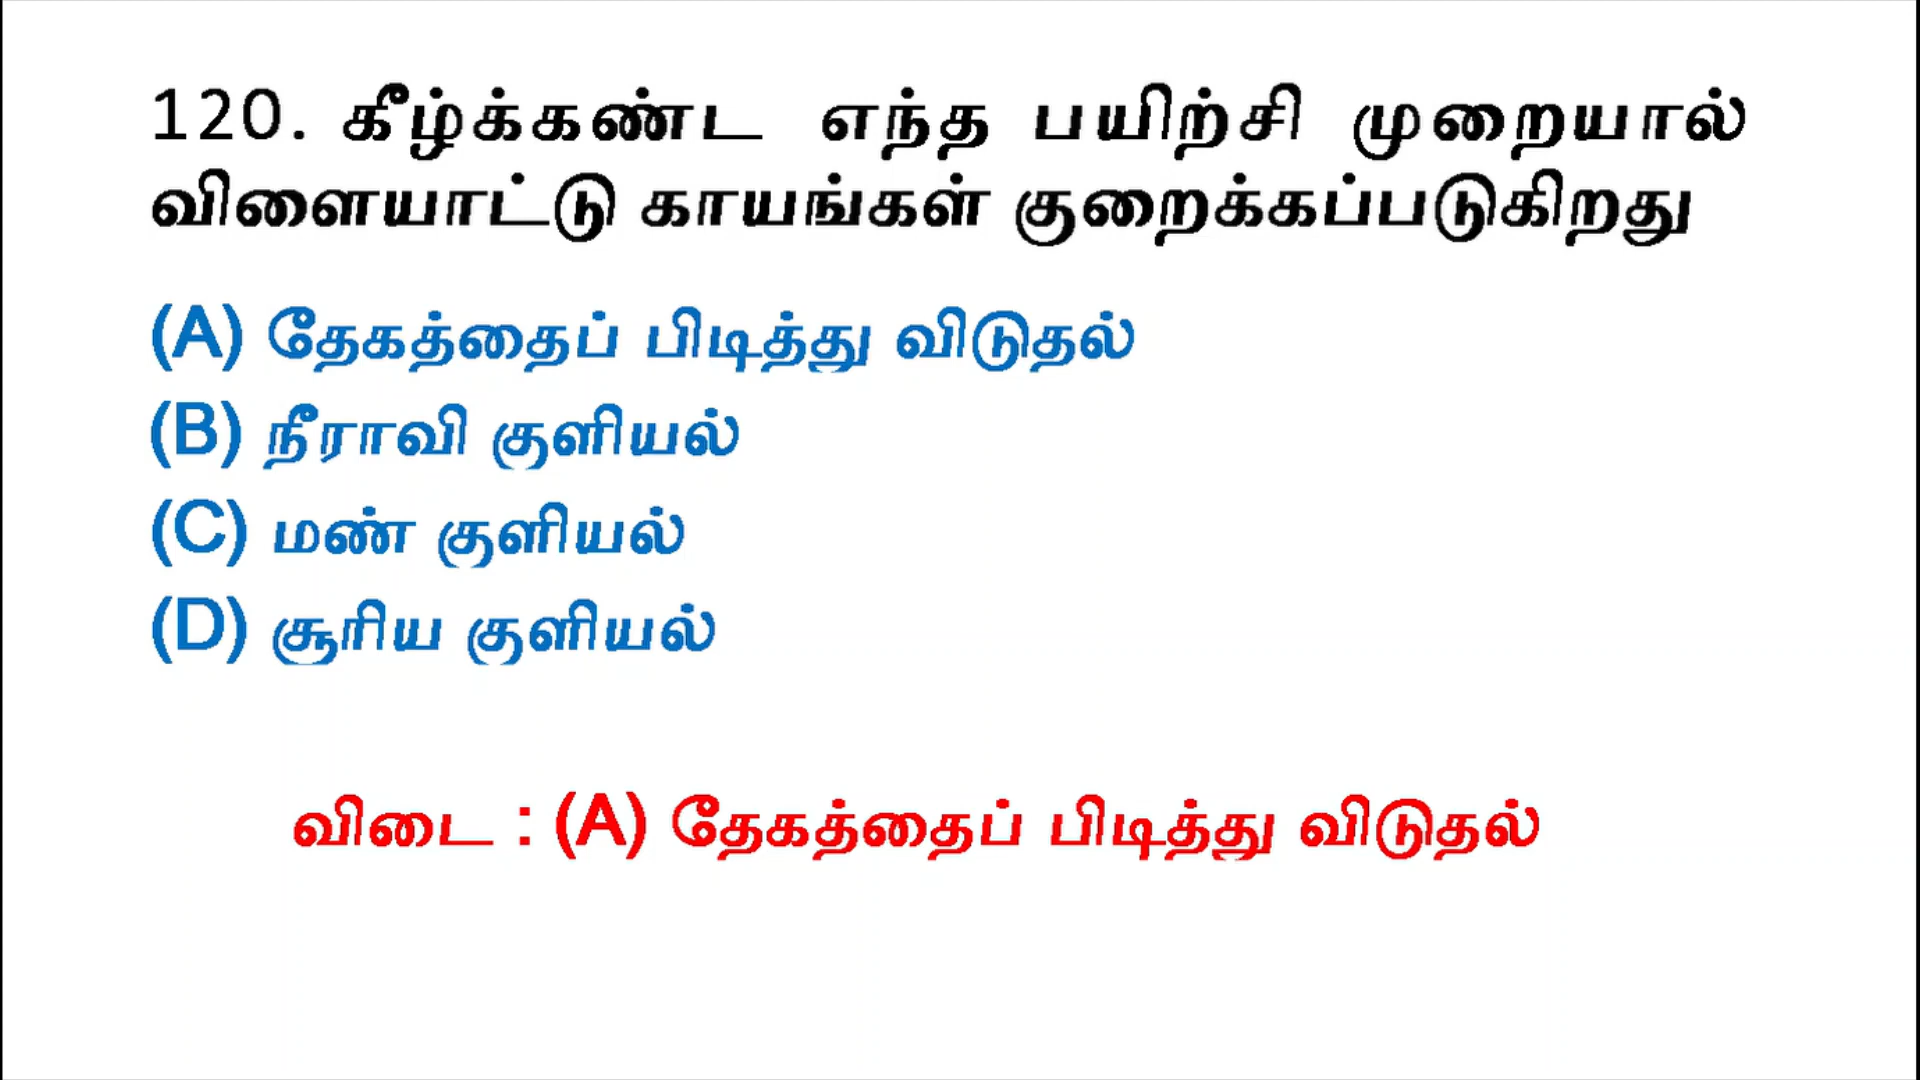 120. கீழ்க்கண்ட எந்த பயிற்சி முறையால்
விளையாட்டு காயங்கள் குறைக்கப்படுகிறது
(A) தேகத்தைப் பிடித்து விடுதல்
(B) நீராவி குளியல்
(C) மண் குளியல்
(D) சூரிய குளியல்
விடை : (A) தேகத்தைப் பிடித்து விடுதல்